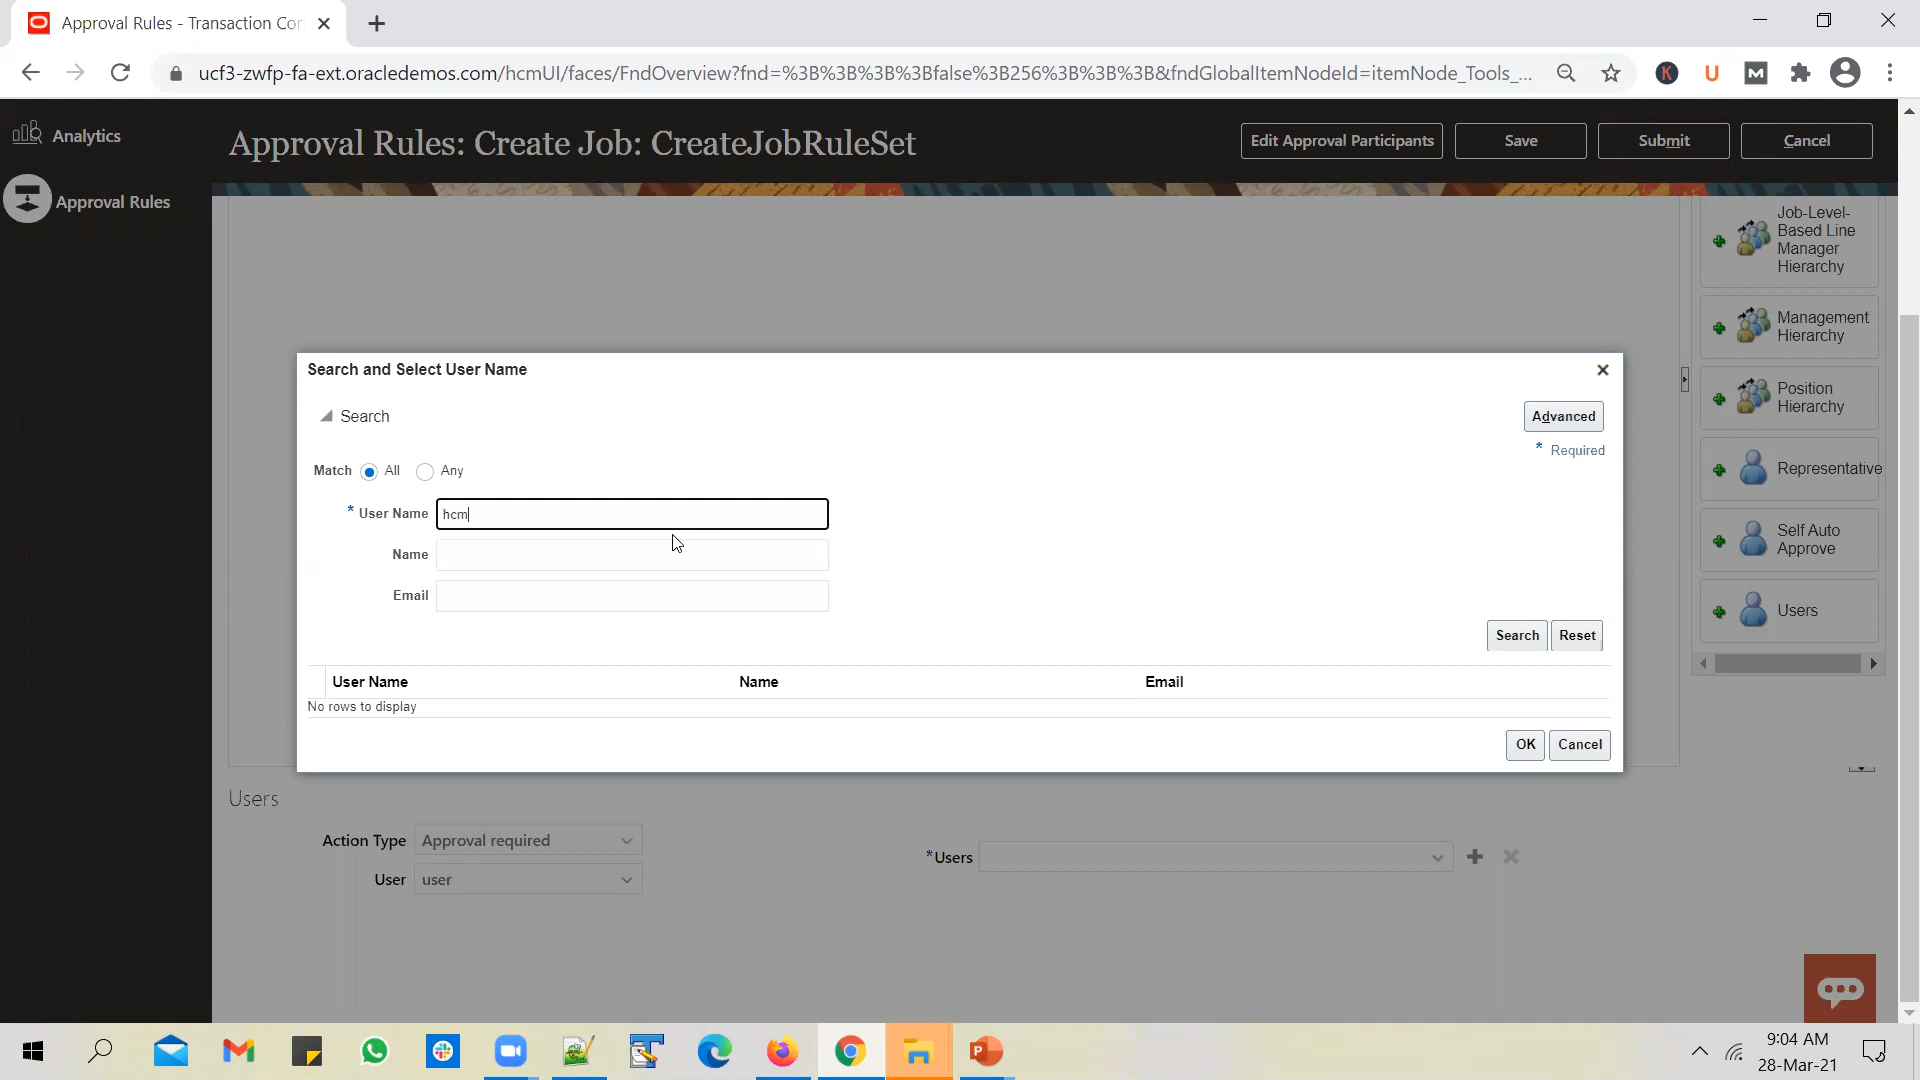 Approval Rules - Transaction Cor
ucf3-zwfp-fa-ext.oracledemos.com/hcmUI/faces/FndOverview?fnd=%3B%3B%3B%3Bfalse%3B256%3B%3B%3B&fndGlobalItemNodeId=itemNode_Tools_...
Analytics
Approval Rules
Approval Rules: Create Job: CreateJobRuleSet
Edit Approval Participants
Save
Submit
Cancel
Job-Level-
Based Line
Manager
Hierarchy
Management
Hierarchy
Position
Hierarchy
Representative
Self Auto
Approve
Users
Search and Select User Name
Search
Advanced
* Required
Match All Any
* User Name hcm
Name
Email
Search Reset
User Name Name Email
No rows to display
OK Cancel
Users
Action Type Approval required
User user
*Users
9:04 AM
28-Mar-21